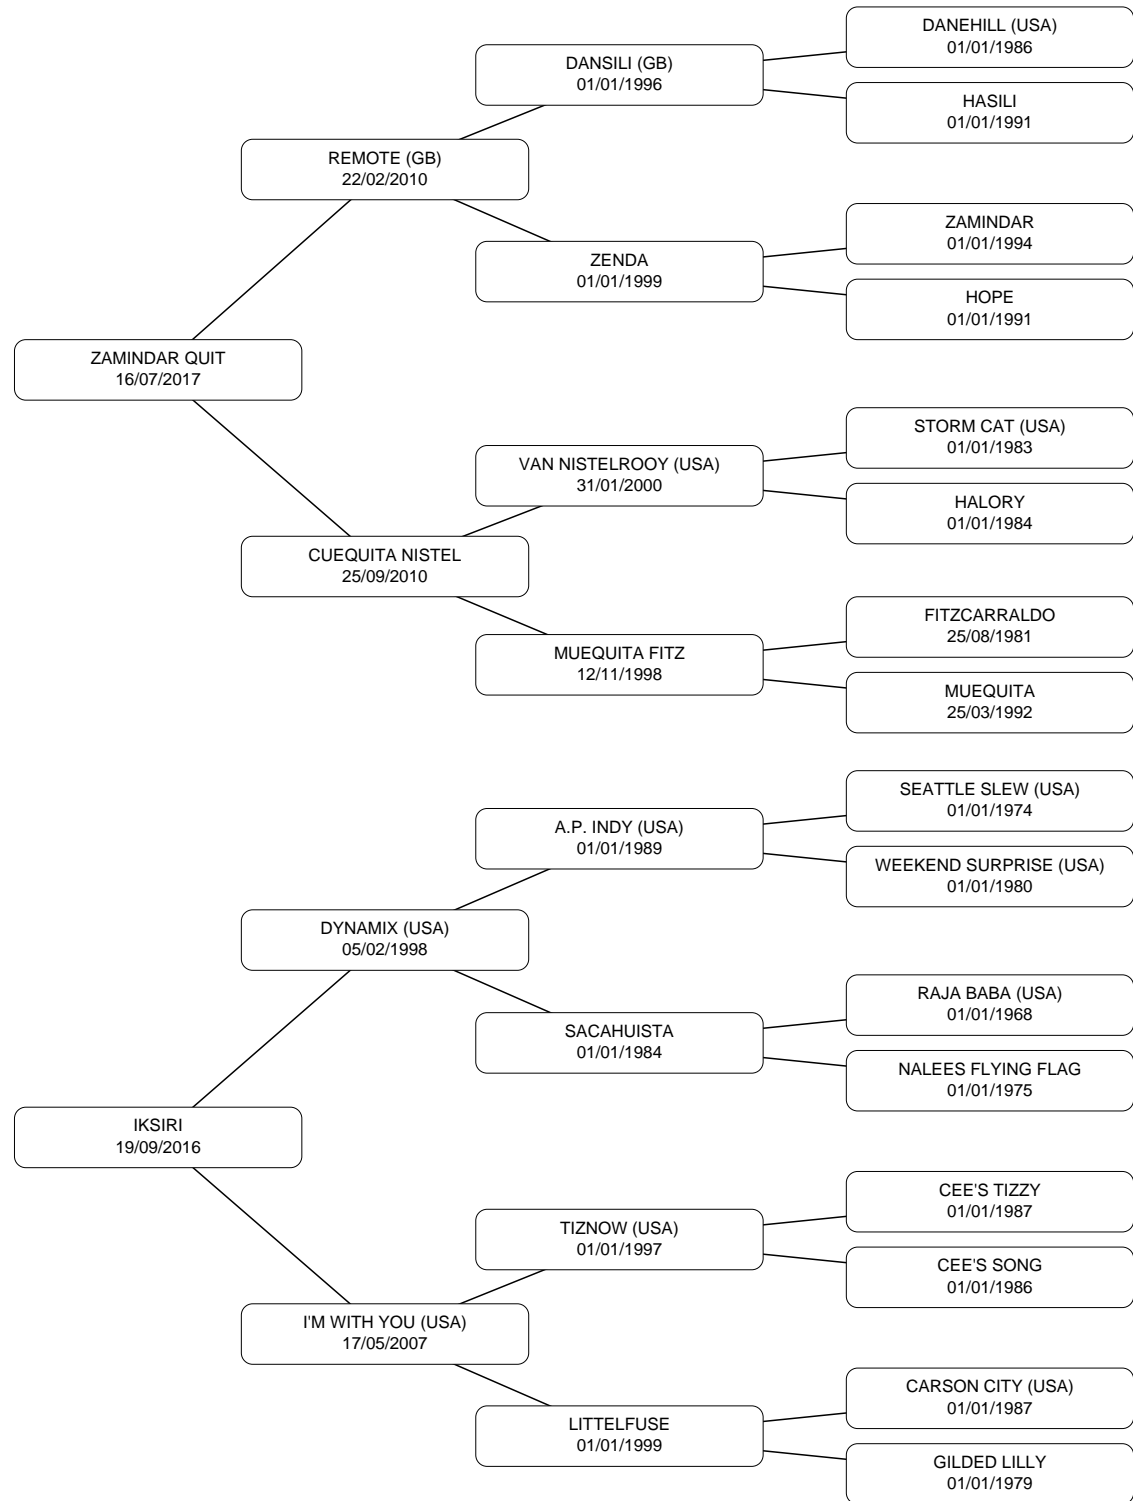 DANEHILL (USA)
01/01/1986
DANSILI (GB)
01/01/1996
HASILI
01/01/1991
REMOTE (GB)
22/02/2010
ZAMINDAR
01/01/1994
ZENDA
01/01/1999
HOPE
01/01/1991
ZAMINDAR QUIT
16/07/2017
STORM CAT (USA)
01/01/1983
VAN NISTELROOY (USA)
31/01/2000
HALORY
01/01/1984
CUEQUITA NISTEL
25/09/2010
FITZCARRALDO
25/08/1981
MUEQUITA FITZ
12/11/1998
MUEQUITA
25/03/1992
SEATTLE SLEW (USA)
01/01/1974
A.P. INDY (USA)
01/01/1989
WEEKEND SURPRISE (USA)
01/01/1980
DYNAMIX (USA)
05/02/1998
RAJA BABA (USA)
01/01/1968
SACAHUISTA
01/01/1984
NALEES FLYING FLAG
01/01/1975
IKSIRI
19/09/2016
CEE'S TIZZY
01/01/1987
TIZNOW (USA)
01/01/1997
CEE'S SONG
01/01/1986
I'M WITH YOU (USA)
17/05/2007
CARSON CITY (USA)
01/01/1987
LITTELFUSE
01/01/1999
GILDED LILLY
01/01/1979